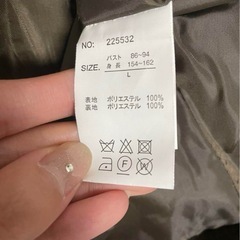 NO: 225532
バスト 86~94
SIZE. 身長 154~162
L
表地 ポリエステル 100%
裏地 ポリエステル 100%
F W